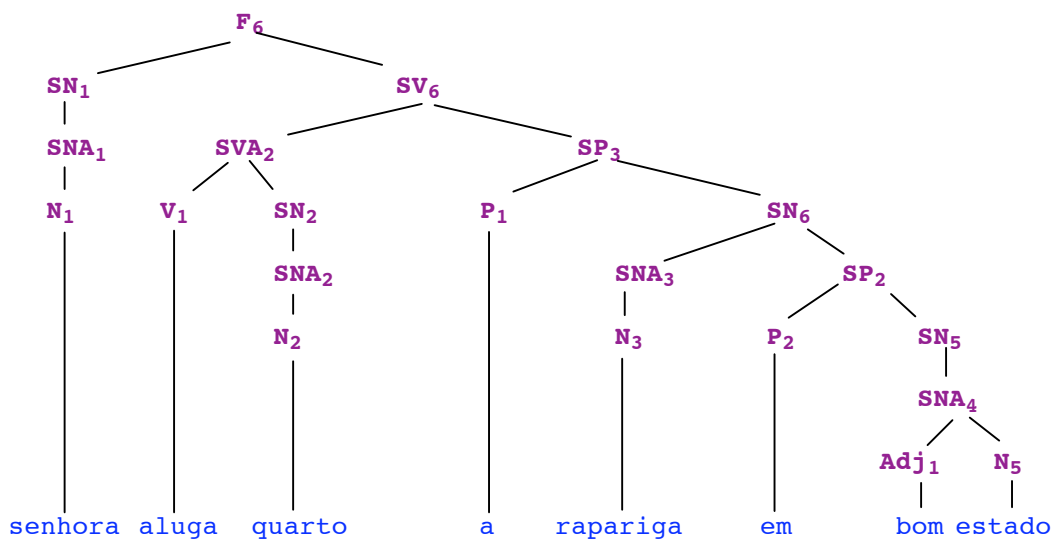 F₆
SN₁ SV₆
SNA₁ SVA₂ SP₃
N₁ V₁ SN₂ P₁ SN₆
SNA₂ SNA₃ SP₂
N₂ N₃ P₂ SN₅
SNA₄
Adj₁ N₅
senhora aluga quarto a rapariga em bom estado